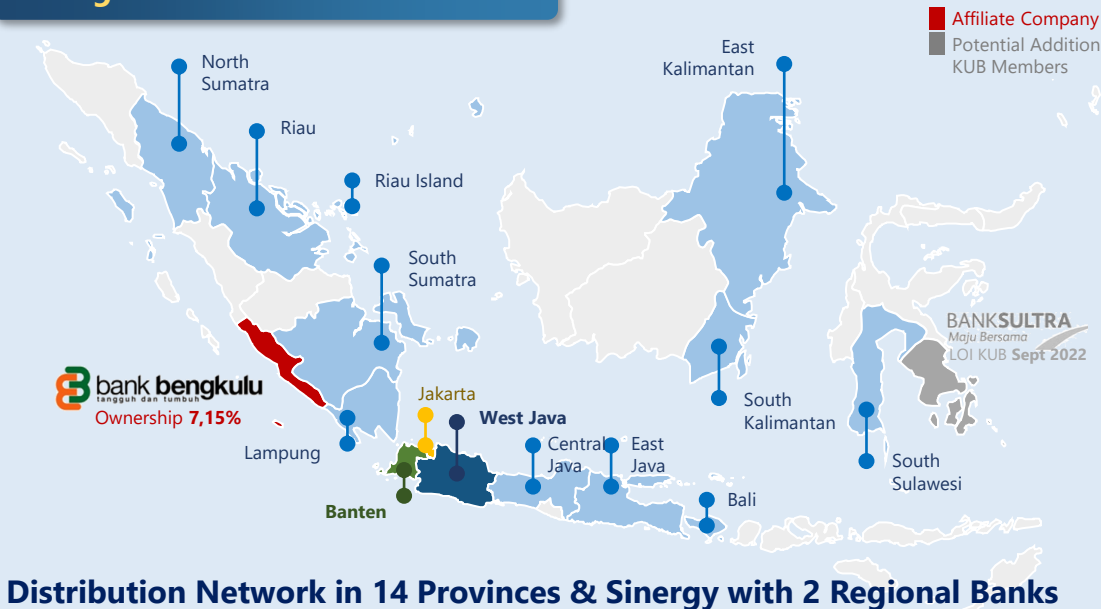 Affiliate Company
Potential Addition
KUB Members
East
Kalimantan
North
Sumatra
Riau
Riau Island
South
Sumatra
BANKSULTRA
Maju Bersama
LOI KUB Sept 2022
bank bengkulu
tangguh dan tumbuh
Ownership 7,15%
Jakarta
West Java
South
Kalimantan
Lampung
Central
Java
East
Java
South
Sulawesi
Bali
Banten
Distribution Network in 14 Provinces & Sinergy with 2 Regional Banks